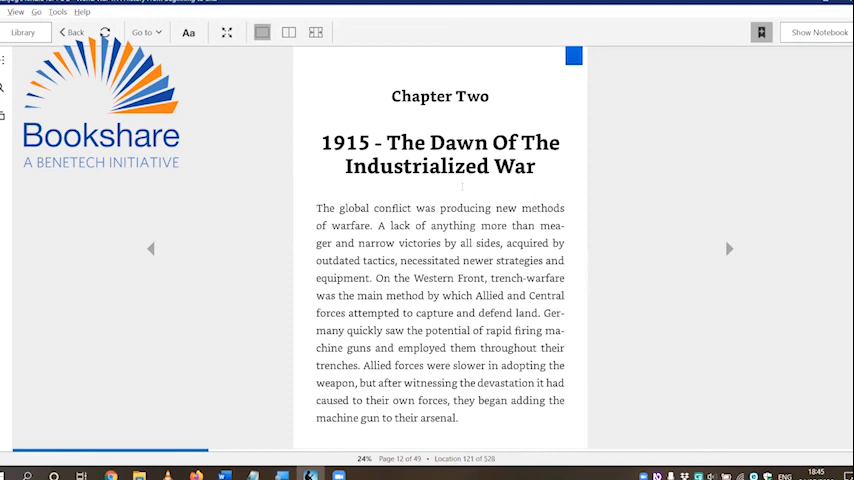 View Go Tools Help
Library Back Go to Aa Show Notebook
Bookshare
A BENETECH INITIATIVE
Chapter Two
1915 - The Dawn Of The
Industrialized War
The global conflict was producing new methods
of warfare. A lack of anything more than mea-
ger and narrow victories by all sides, acquired by
outdated tactics, necessitated newer strategies and
equipment. On the Western Front, trench-warfare
was the main method by which Allied and Central
forces attempted to capture and defend land. Ger-
many quickly saw the potential of rapid firing ma-
chine guns and employed them throughout their
trenches. Allied forces were slower in adopting the
weapon, but after witnessing the devastation it had
caused to their own forces, they began adding the
machine gun to their arsenal.
24% Page 12 of 49 • Location 121 of 528
ENG 18:45